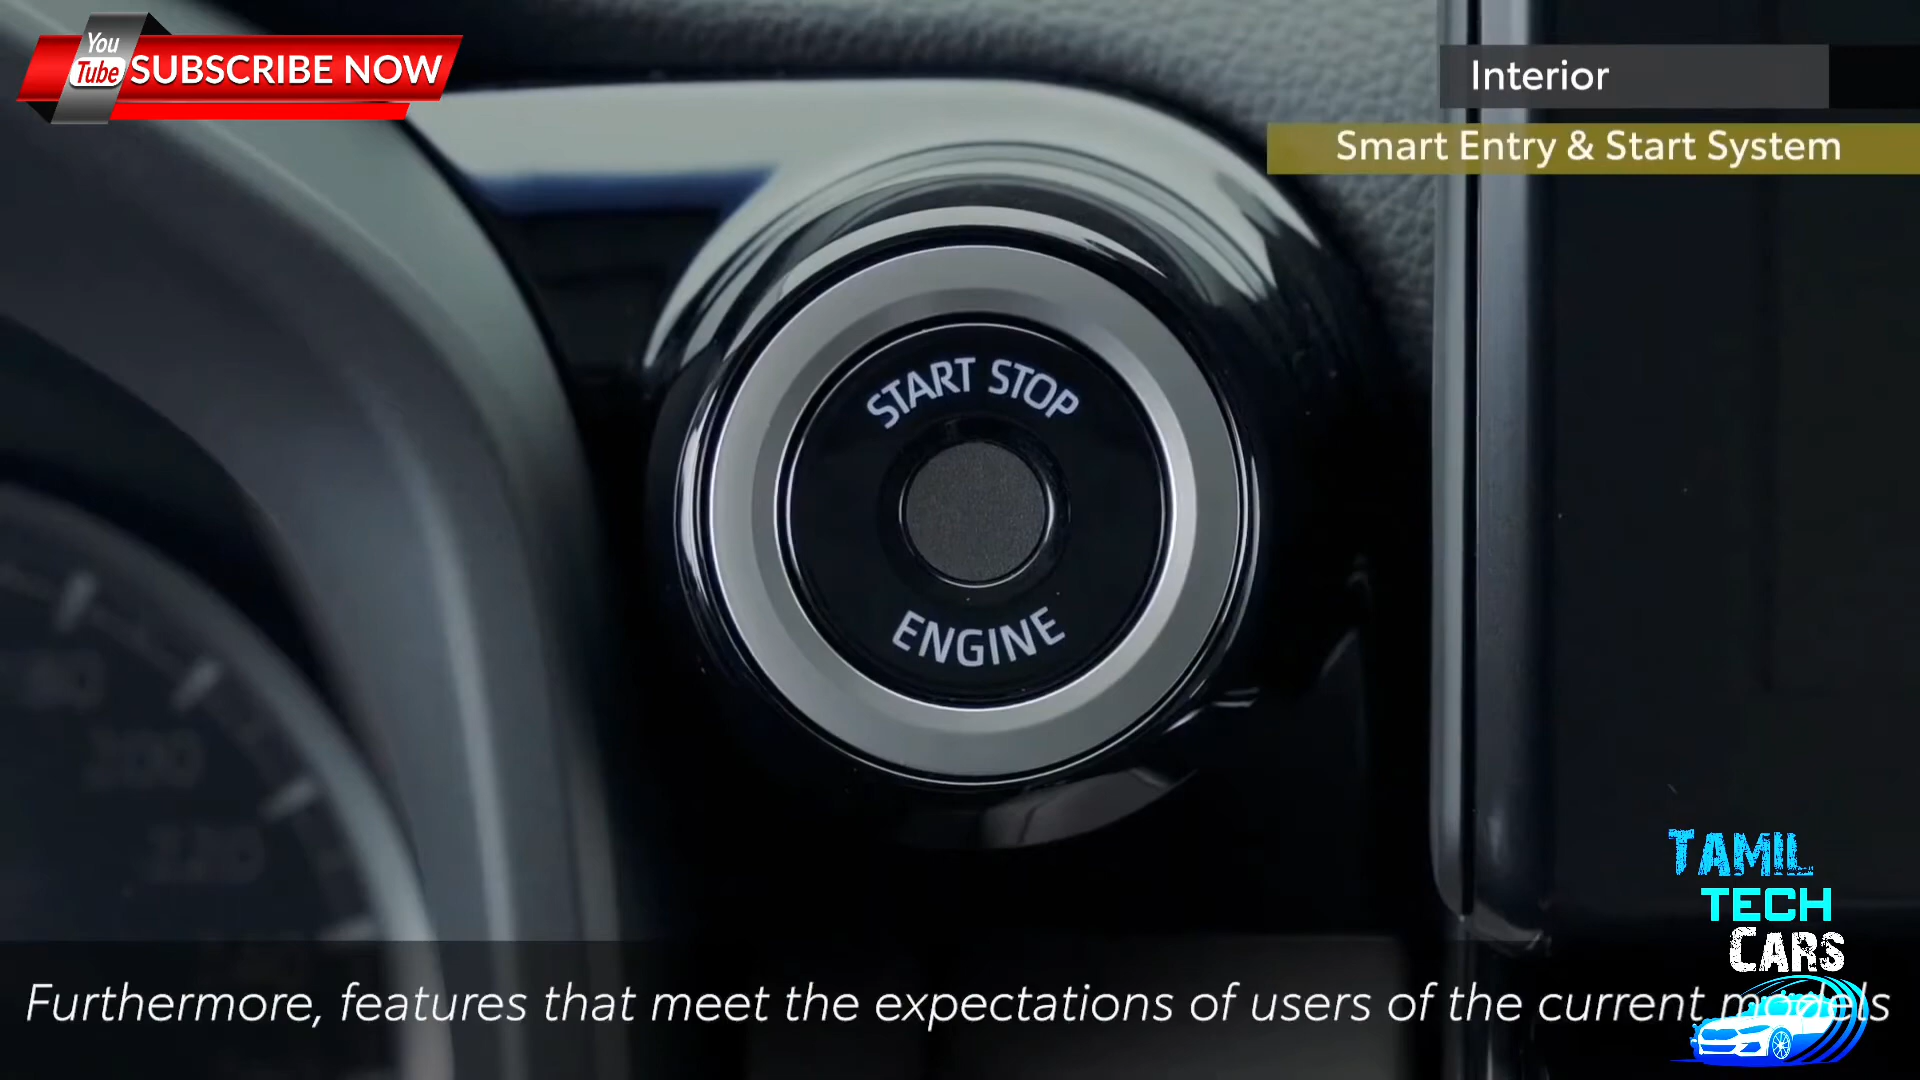 You
Tube
SUBSCRIBE NOW
Interior
Smart Entry & Start System
START STOP
ENGINE
TAMIL
TECH
CARS
Furthermore, features that meet the expectations of users of the current models